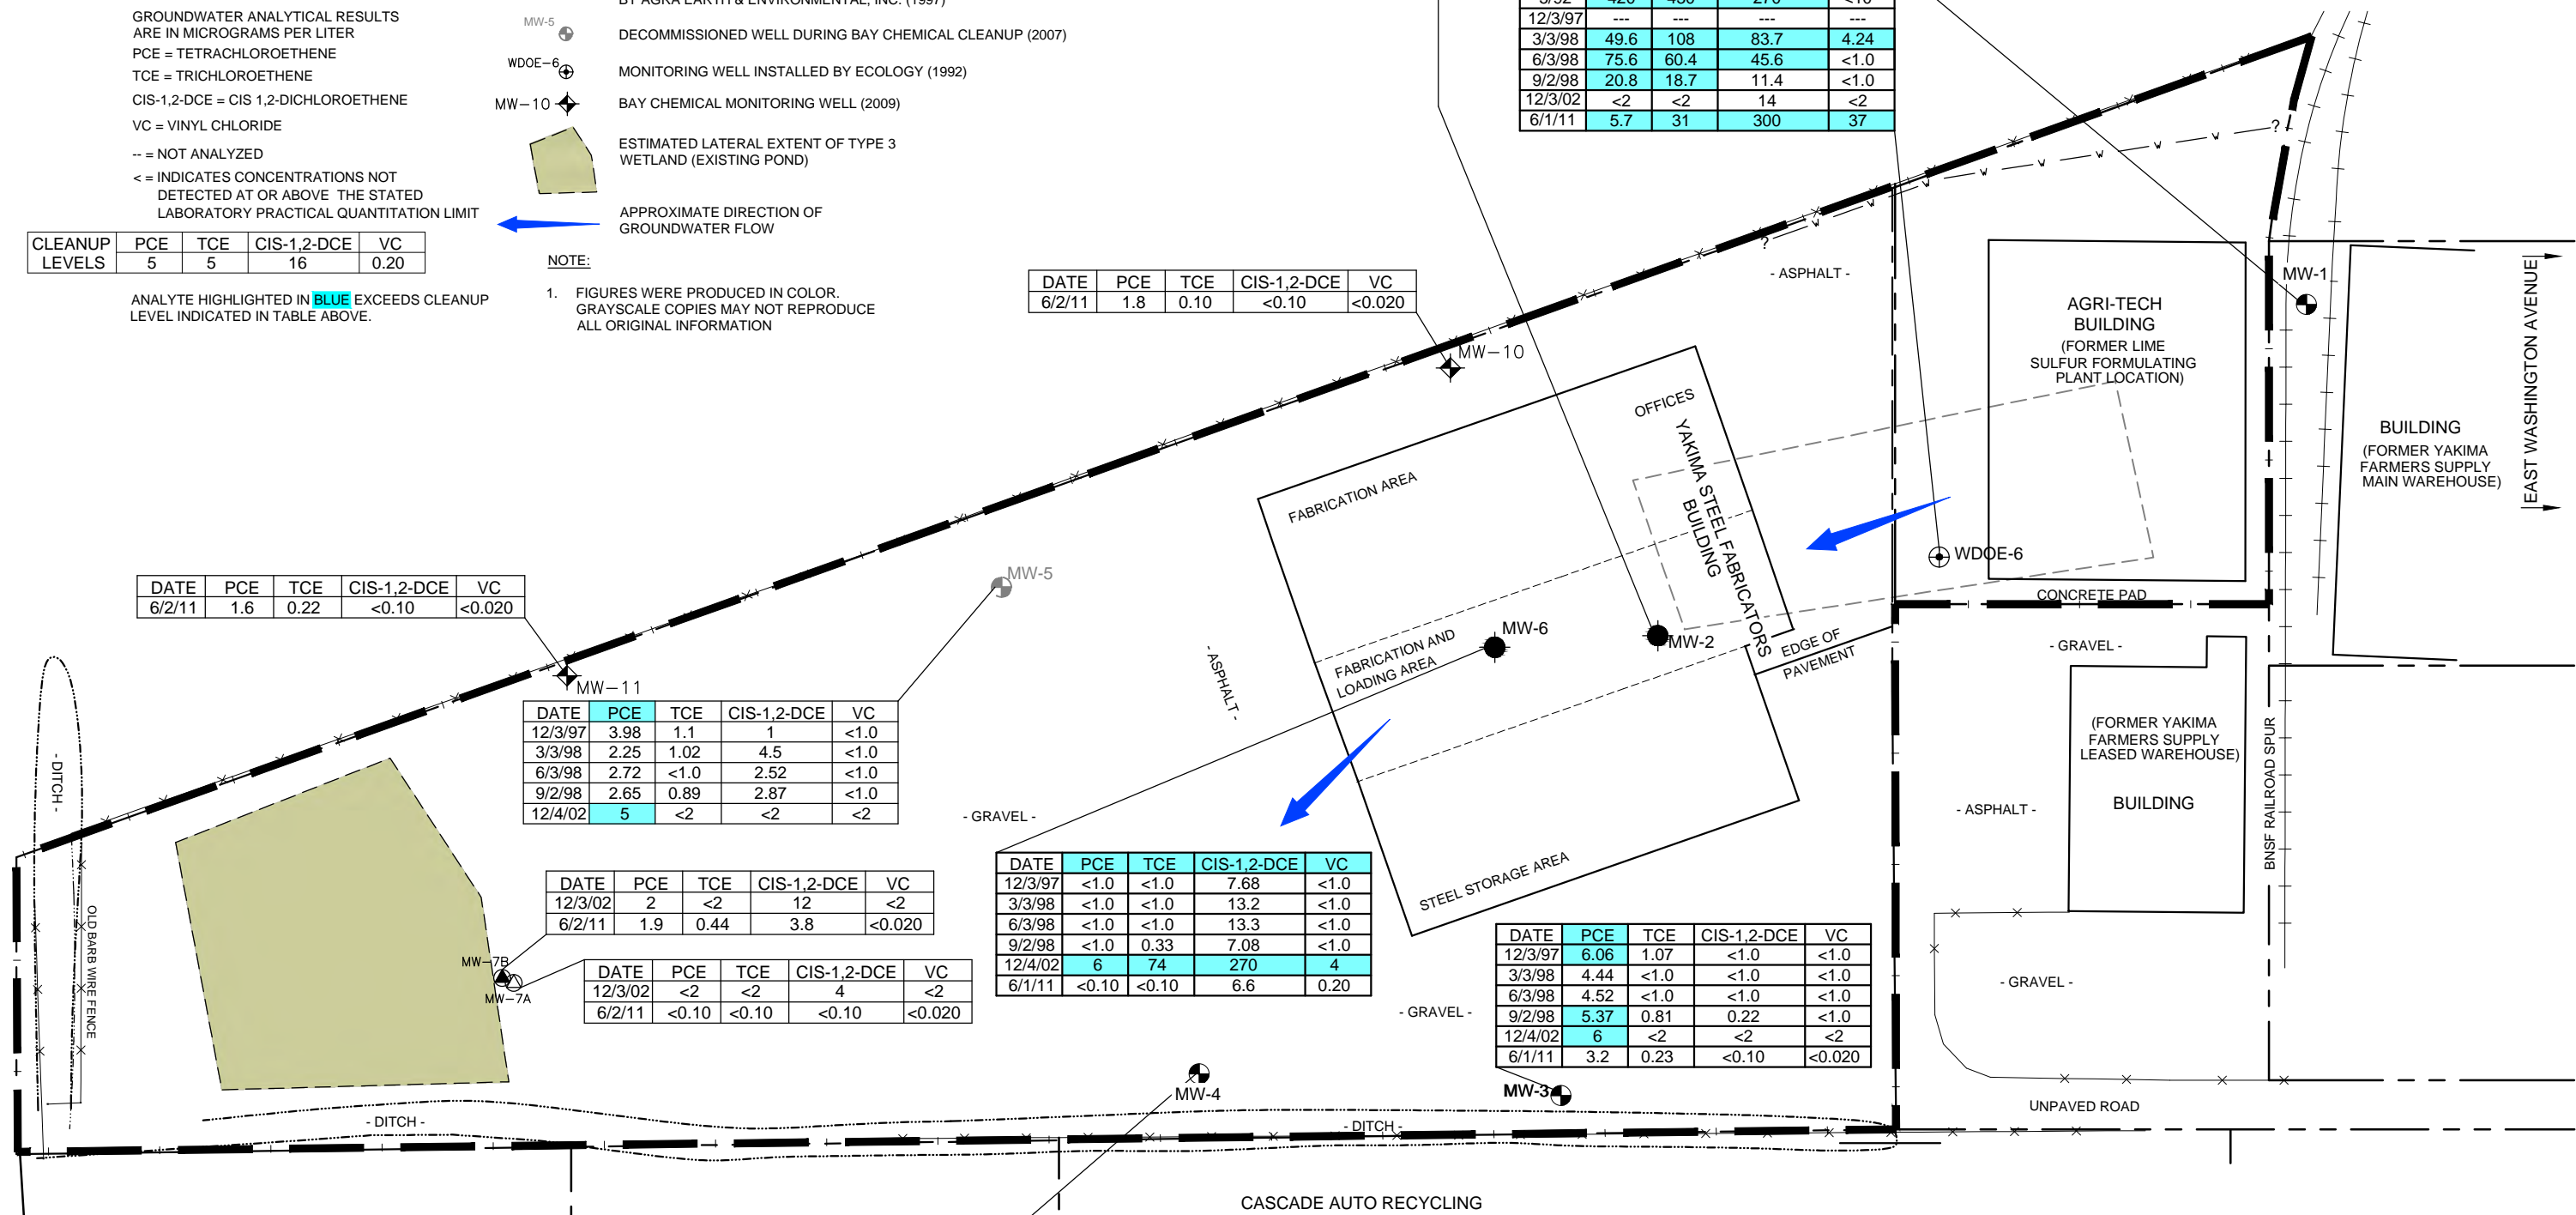 GROUNDWATER ANALYTICAL RESULTS
ARE IN MICROGRAMS PER LITER
PCE = TETRACHLOROETHENE
TCE = TRICHLOROETHENE
CIS-1,2-DCE = CIS 1,2-DICHLOROETHENE
VC = VINYL CHLORIDE
-- = NOT ANALYZED
< = INDICATES CONCENTRATIONS NOT
DETECTED AT OR ABOVE THE STATED
LABORATORY PRACTICAL QUANTITATION LIMIT
CLEANUP PCE TCE CIS-1,2-DCE VC
LEVELS 5 5 16 0.20
ANALYTE HIGHLIGHTED IN BLUE EXCEEDS CLEANUP
LEVEL INDICATED IN TABLE ABOVE.
BY AGRA EARTH & ENVIRONMENTAL, INC. (1997)
MW-5
DECOMMISSIONED WELL DURING BAY CHEMICAL CLEANUP (2007)
WDOE-6
MONITORING WELL INSTALLED BY ECOLOGY (1992)
MW-10
BAY CHEMICAL MONITORING WELL (2009)
ESTIMATED LATERAL EXTENT OF TYPE 3
WETLAND (EXISTING POND)
APPROXIMATE DIRECTION OF
GROUNDWATER FLOW
NOTE:
1. FIGURES WERE PRODUCED IN COLOR.
GRAYSCALE COPIES MAY NOT REPRODUCE
ALL ORIGINAL INFORMATION
12/3/97 --- --- --- ---
3/3/98 49.6 108 83.7 4.24
6/3/98 75.6 60.4 45.6 <1.0
9/2/98 20.8 18.7 11.4 <1.0
12/3/02 <2 <2 14 <2
6/1/11 5.7 31 300 37
?
?
DATE PCE TCE CIS-1,2-DCE VC
6/2/11 1.8 0.10 <0.10 <0.020
MW-10
- ASPHALT -
AGRI-TECH
BUILDING
(FORMER LIME
SULFUR FORMULATING
PLANT LOCATION)
MW-1
EAST WASHINGTON AVENUE
BUILDING
(FORMER YAKIMA
FARMERS SUPPLY
MAIN WAREHOUSE)
OFFICES
YAKIMA STEEL FABRICATORS
BUILDING
FABRICATION AREA
WDOE-6
CONCRETE PAD
MW-5
DATE PCE TCE CIS-1,2-DCE VC
6/2/11 1.6 0.22 <0.10 <0.020
MW-11
MW-6
MW-2
FABRICATION AND
LOADING AREA
EDGE OF
PAVEMENT
- ASPHALT -
- GRAVEL -
DATE PCE TCE CIS-1,2-DCE VC
12/3/97 3.98 1.1 1 <1.0
3/3/98 2.25 1.02 4.5 <1.0
6/3/98 2.72 <1.0 2.52 <1.0
9/2/98 2.65 0.89 2.87 <1.0
12/4/02 5 <2 <2 <2
- GRAVEL -
(FORMER YAKIMA
FARMERS SUPPLY
LEASED WAREHOUSE)
BUILDING
- ASPHALT -
BNSF RAILROAD SPUR
- DITCH -
OLD BARB WIRE FENCE
STEEL STORAGE AREA
DATE PCE TCE CIS-1,2-DCE VC
12/3/02 2 <2 12 <2
6/2/11 1.9 0.44 3.8 <0.020
MW-7B
MW-7A
DATE PCE TCE CIS-1,2-DCE VC
12/3/02 <2 <2 4 <2
6/2/11 <0.10 <0.10 <0.10 <0.020
DATE PCE TCE CIS-1,2-DCE VC
12/3/97 <1.0 <1.0 7.68 <1.0
3/3/98 <1.0 <1.0 13.2 <1.0
6/3/98 <1.0 <1.0 13.3 <1.0
9/2/98 <1.0 0.33 7.08 <1.0
12/4/02 6 74 270 4
6/1/11 <0.10 <0.10 6.6 0.20
DATE PCE TCE CIS-1,2-DCE VC
12/3/97 6.06 1.07 <1.0 <1.0
3/3/98 4.44 <1.0 <1.0 <1.0
6/3/98 4.52 <1.0 <1.0 <1.0
9/2/98 5.37 0.81 0.22 <1.0
12/4/02 6 <2 <2 <2
6/1/11 3.2 0.23 <0.10 <0.020
- GRAVEL -
- GRAVEL -
MW-4
MW-3
UNPAVED ROAD
- DITCH -
- DITCH -
CASCADE AUTO RECYCLING